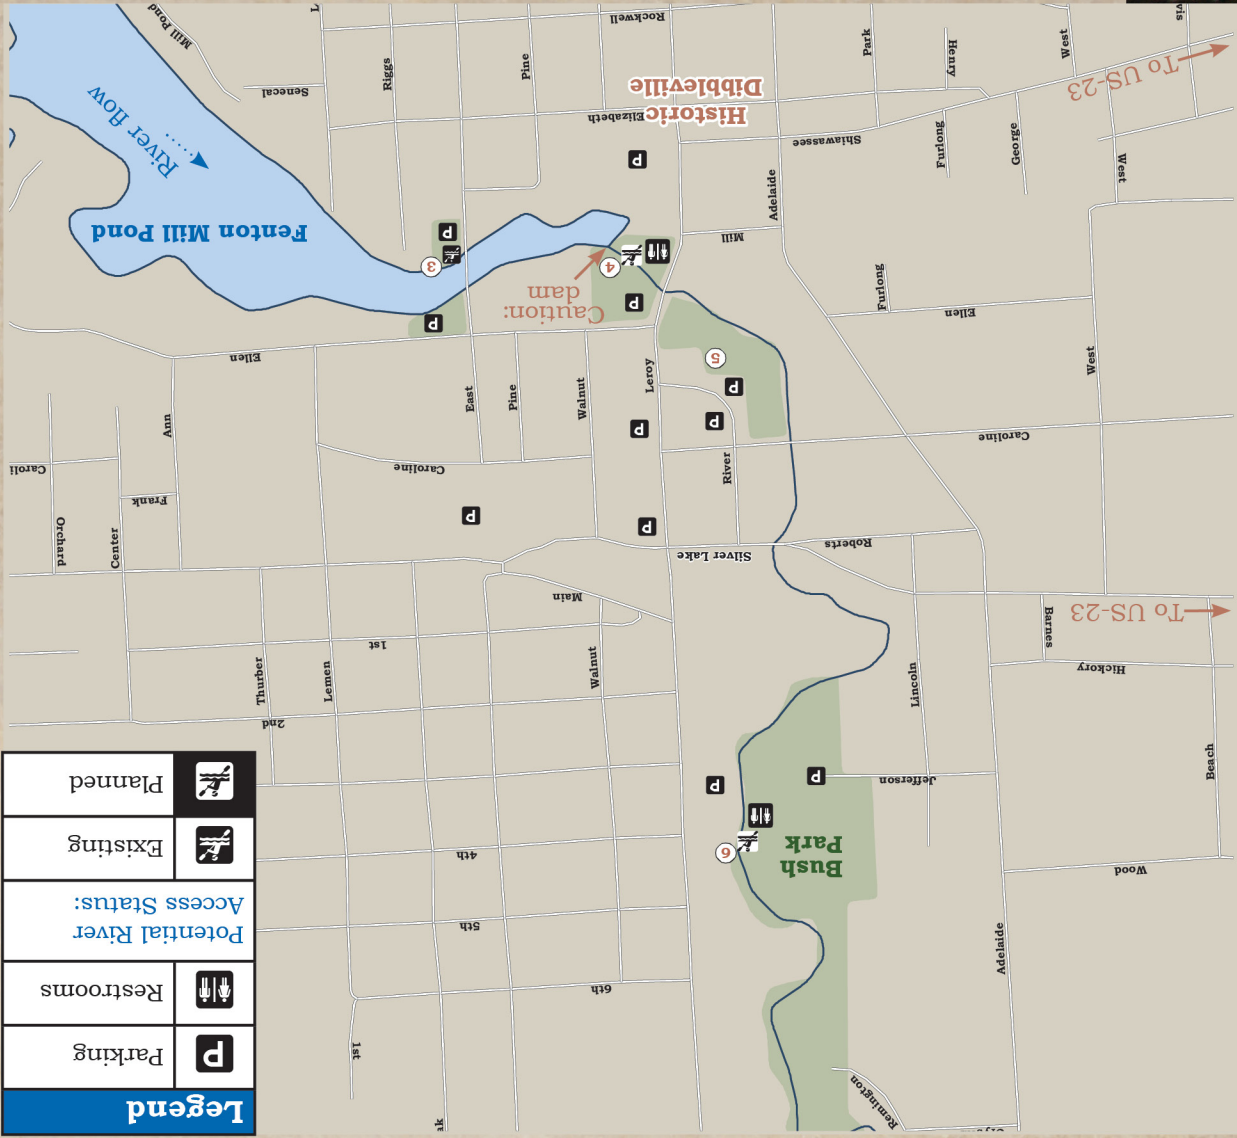 Legend
P Parking
Restrooms
Potential River
Access Status:
Existing
Planned
ak
Remington
1st
6th
Adelaide
5th
4th
Wood
Bush
Park
6
P
P
Jefferson
Beach
2nd
Thurber
Lemen
Walnut
Lincoln
Hickory
1st
Barnes
To US-23
Main
Silver Lake
Roberts
Orchard
Center
P
P
Frank
Caroli
Caroline
River
Caroline
Ann
P
P
East
Pine
Walnut
Leroy
P
5
West
Ellen
P
Caution:
dam
P
Ellen
Furlong
3
4
P
Fenton Mill Pond
Mill
River flow
Adelaide
P
West
Shiawassee
Furlong
George
Elizabeth
Historic
Dibbleville
Senecal
Riggs
Pine
To US-23
Mill Pond
Rockwell
Park
Henry
West
vis